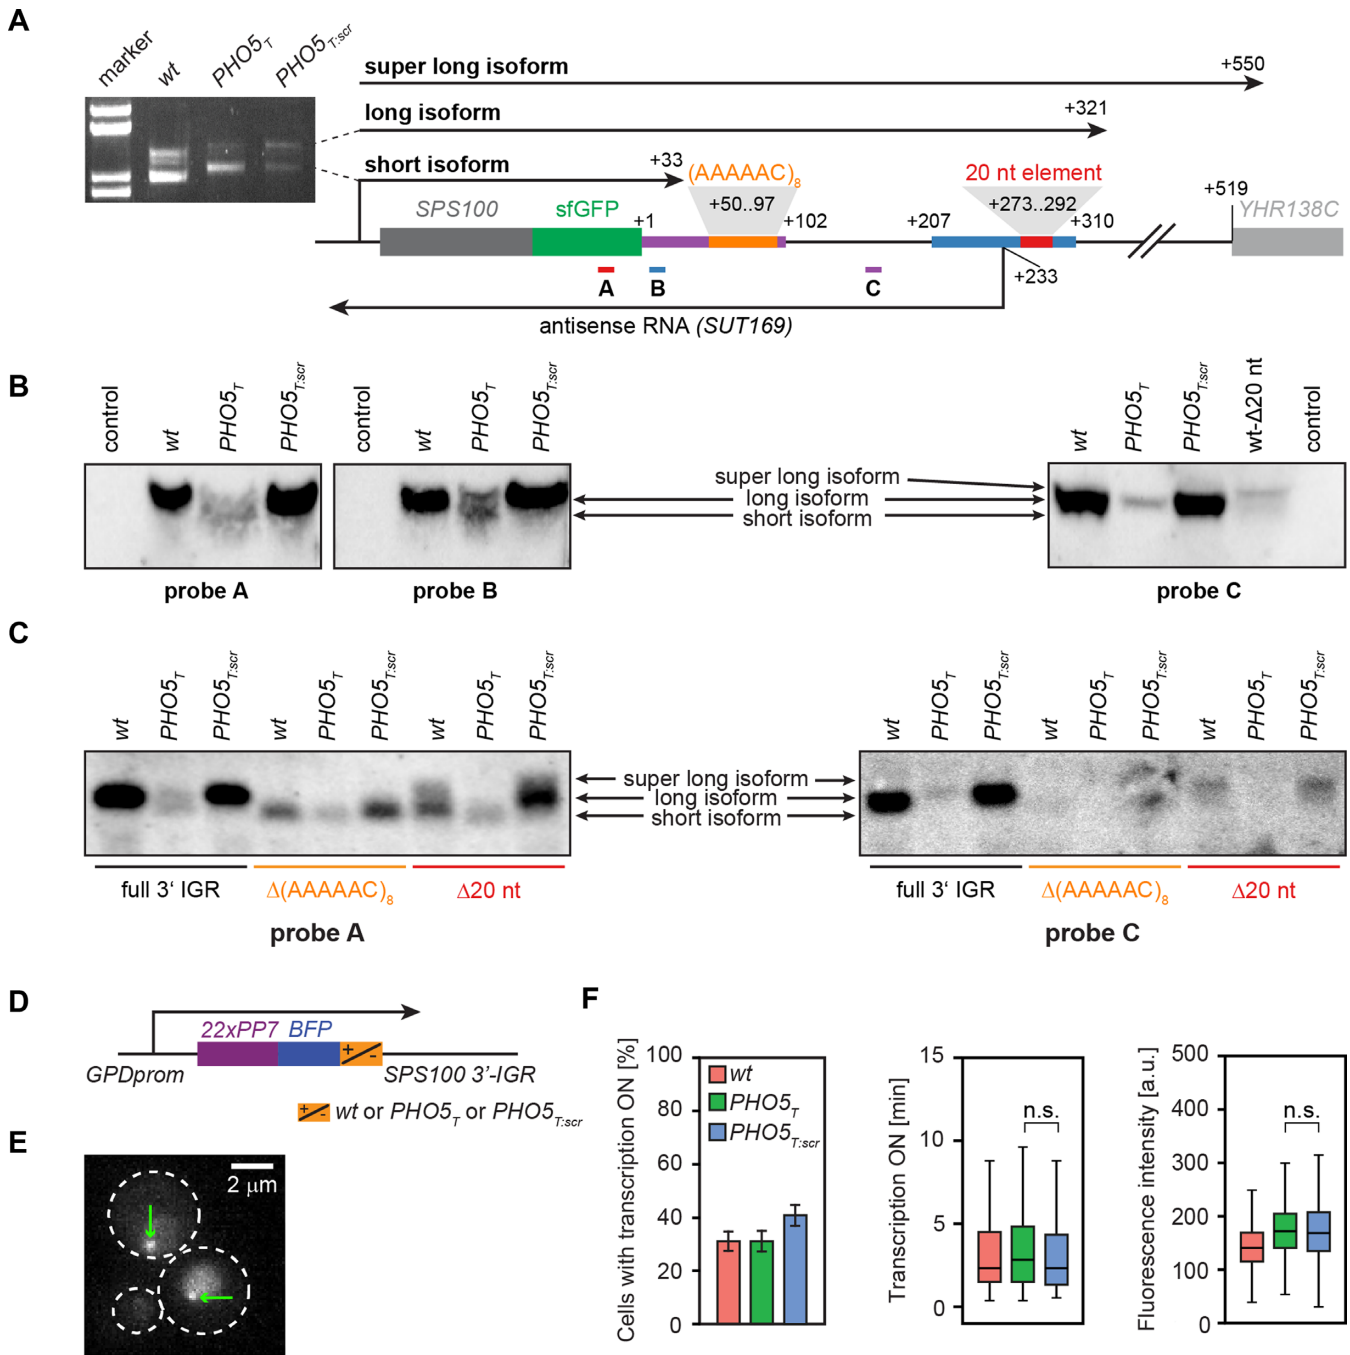 A
marker
wt
PHO5T
PHO5T:scr
super long isoform
+550
long isoform
+321
short isoform
+33
(AAAAAC)8
20 nt element
+519
SPS100
sfGFP
+1
+50..97
+102
+207
+273..292
+310
YHR138C
+233
A
B
C
antisense RNA (SUT169)
B
control
wt
PHO5T
PHO5T:scr
control
wt
PHO5T
PHO5T:scr
wt
PHO5T
PHO5T:scr
wt-Δ20 nt
control
super long isoform
long isoform
short isoform
probe A
probe B
probe C
C
wt
PHO5T
PHO5T:scr
wt
PHO5T
PHO5T:scr
wt
PHO5T
PHO5T:scr
wt
PHO5T
PHO5T:scr
wt
PHO5T
PHO5T:scr
wt
PHO5T
PHO5T:scr
super long isoform
long isoform
short isoform
full 3‘ IGR
Δ(AAAAAC)8
Δ20 nt
full 3‘ IGR
Δ(AAAAAC)8
Δ20 nt
probe A
probe C
D
22xPP7
BFP
+
-
GPDprom
SPS100 3’-IGR
+
-
wt or PHO5T or PHO5T:scr
E
2 μm
F
Cells with transcription ON [%]
100
80
60
40
20
0
wt
PHO5T
PHO5T:scr
Transcription ON [min]
15
10
5
0
n.s.
Fluorescence intensity [a.u.]
500
400
300
200
100
0
n.s.